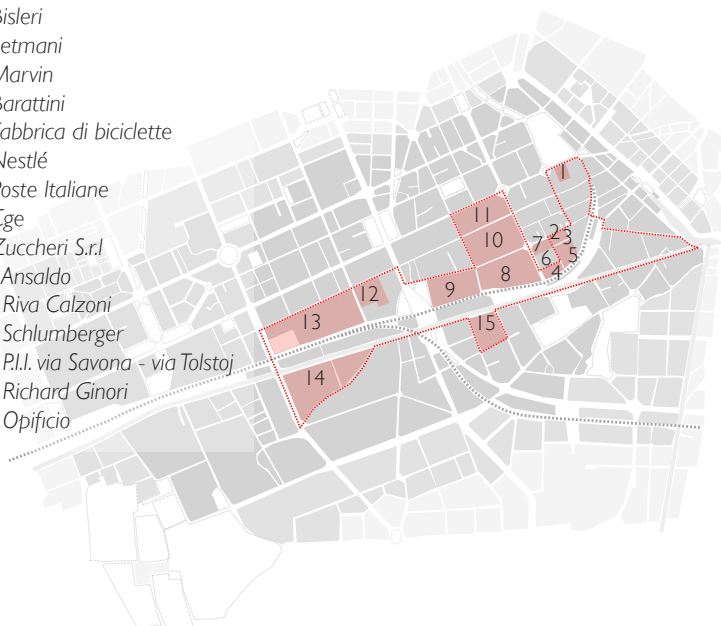 Bisleri
etmani
Marvin
Barattini
abbrica di biciclette
Nestlé
Poste Italiane
Cge
Zuccheri S.r.l
Ansaldo
Riva Calzoni
Schlumberger
P.I.I. via Savona - via Tolstoj
Richard Ginori
Opificio
1
11
2
3
10
7
5
6
4
8
9
12
13
15
14